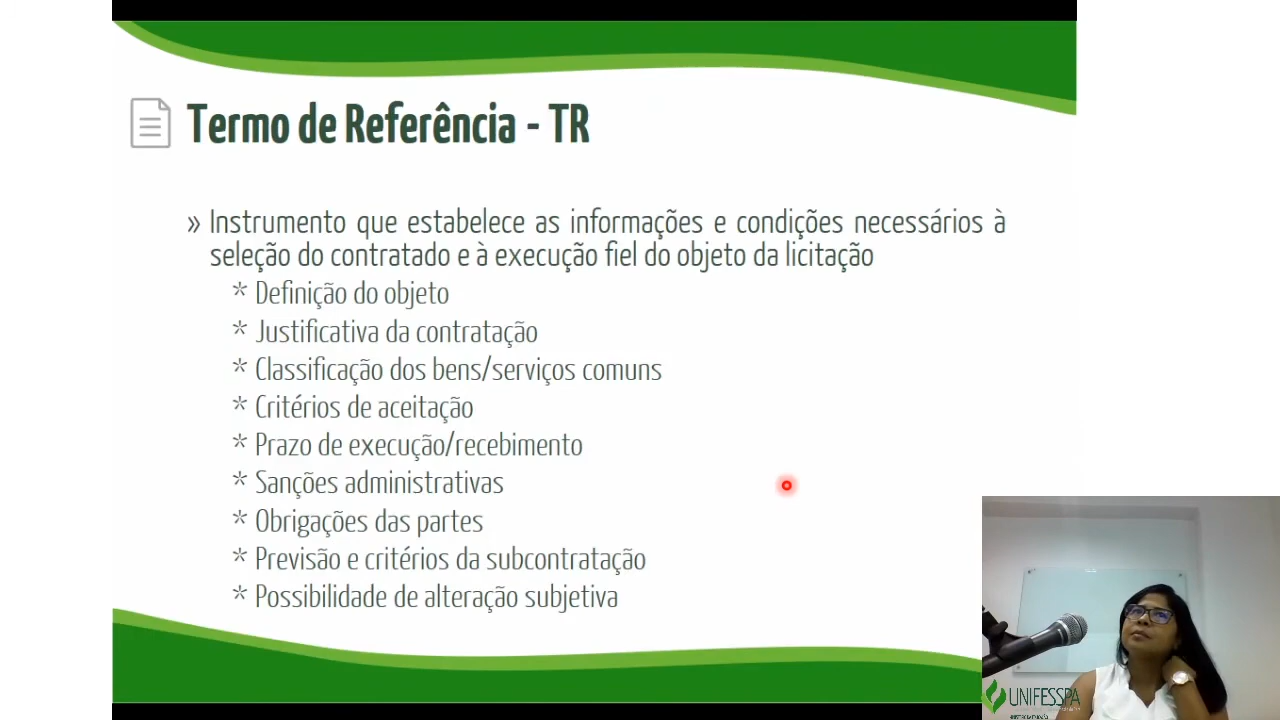 Termo de Referência - TR
» Instrumento que estabelece as informações e condições necessários à
seleção do contratado e à execução fiel do objeto da licitação
* Definição do objeto
* Justificativa da contratação
* Classificação dos bens/serviços comuns
* Critérios de aceitação
* Prazo de execução/recebimento
* Sanções administrativas
* Obrigações das partes
* Previsão e critérios da subcontratação
* Possibilidade de alteração subjetiva
UNIFESSPA